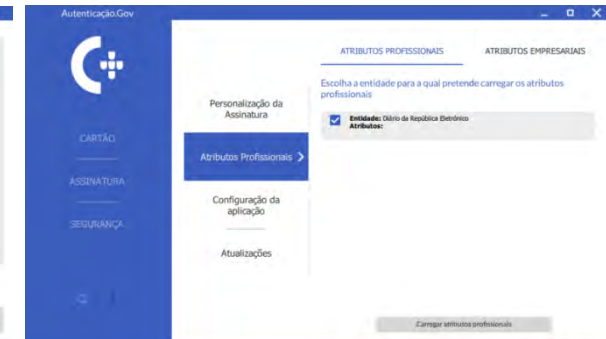 Autenticação.Gov
CARTÃO
ASSINATURA
SEGURANÇA
Personalização da
Assinatura
Atributos Profissionais
Configuração da
aplicação
Atualizações
ATRIBUTOS PROFISSIONAIS
ATRIBUTOS EMPRESARIAIS
Escolha a entidade para a qual pretende carregar os atributos
profissionais
Entidade: Diário da República Eletrónico
Atributos:
Carregar atributos profissionais